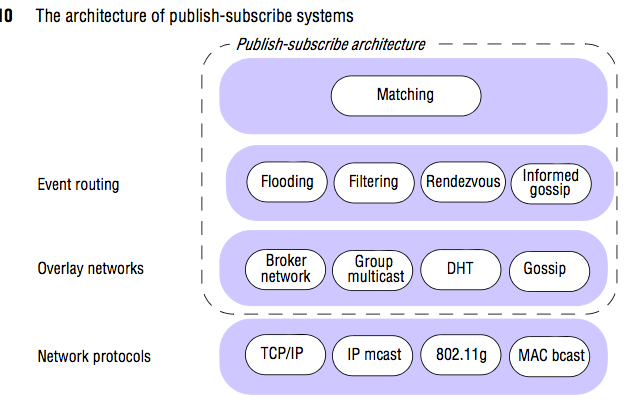 10 The architecture of publish-subscribe systems
Publish-subscribe architecture
Matching
Event routing
Flooding
Filtering
Rendezvous
Informed
gossip
Overlay networks
Broker
network
Group
multicast
DHT
Gossip
Network protocols
TCP/IP
IP mcast
802.11g
MAC bcast